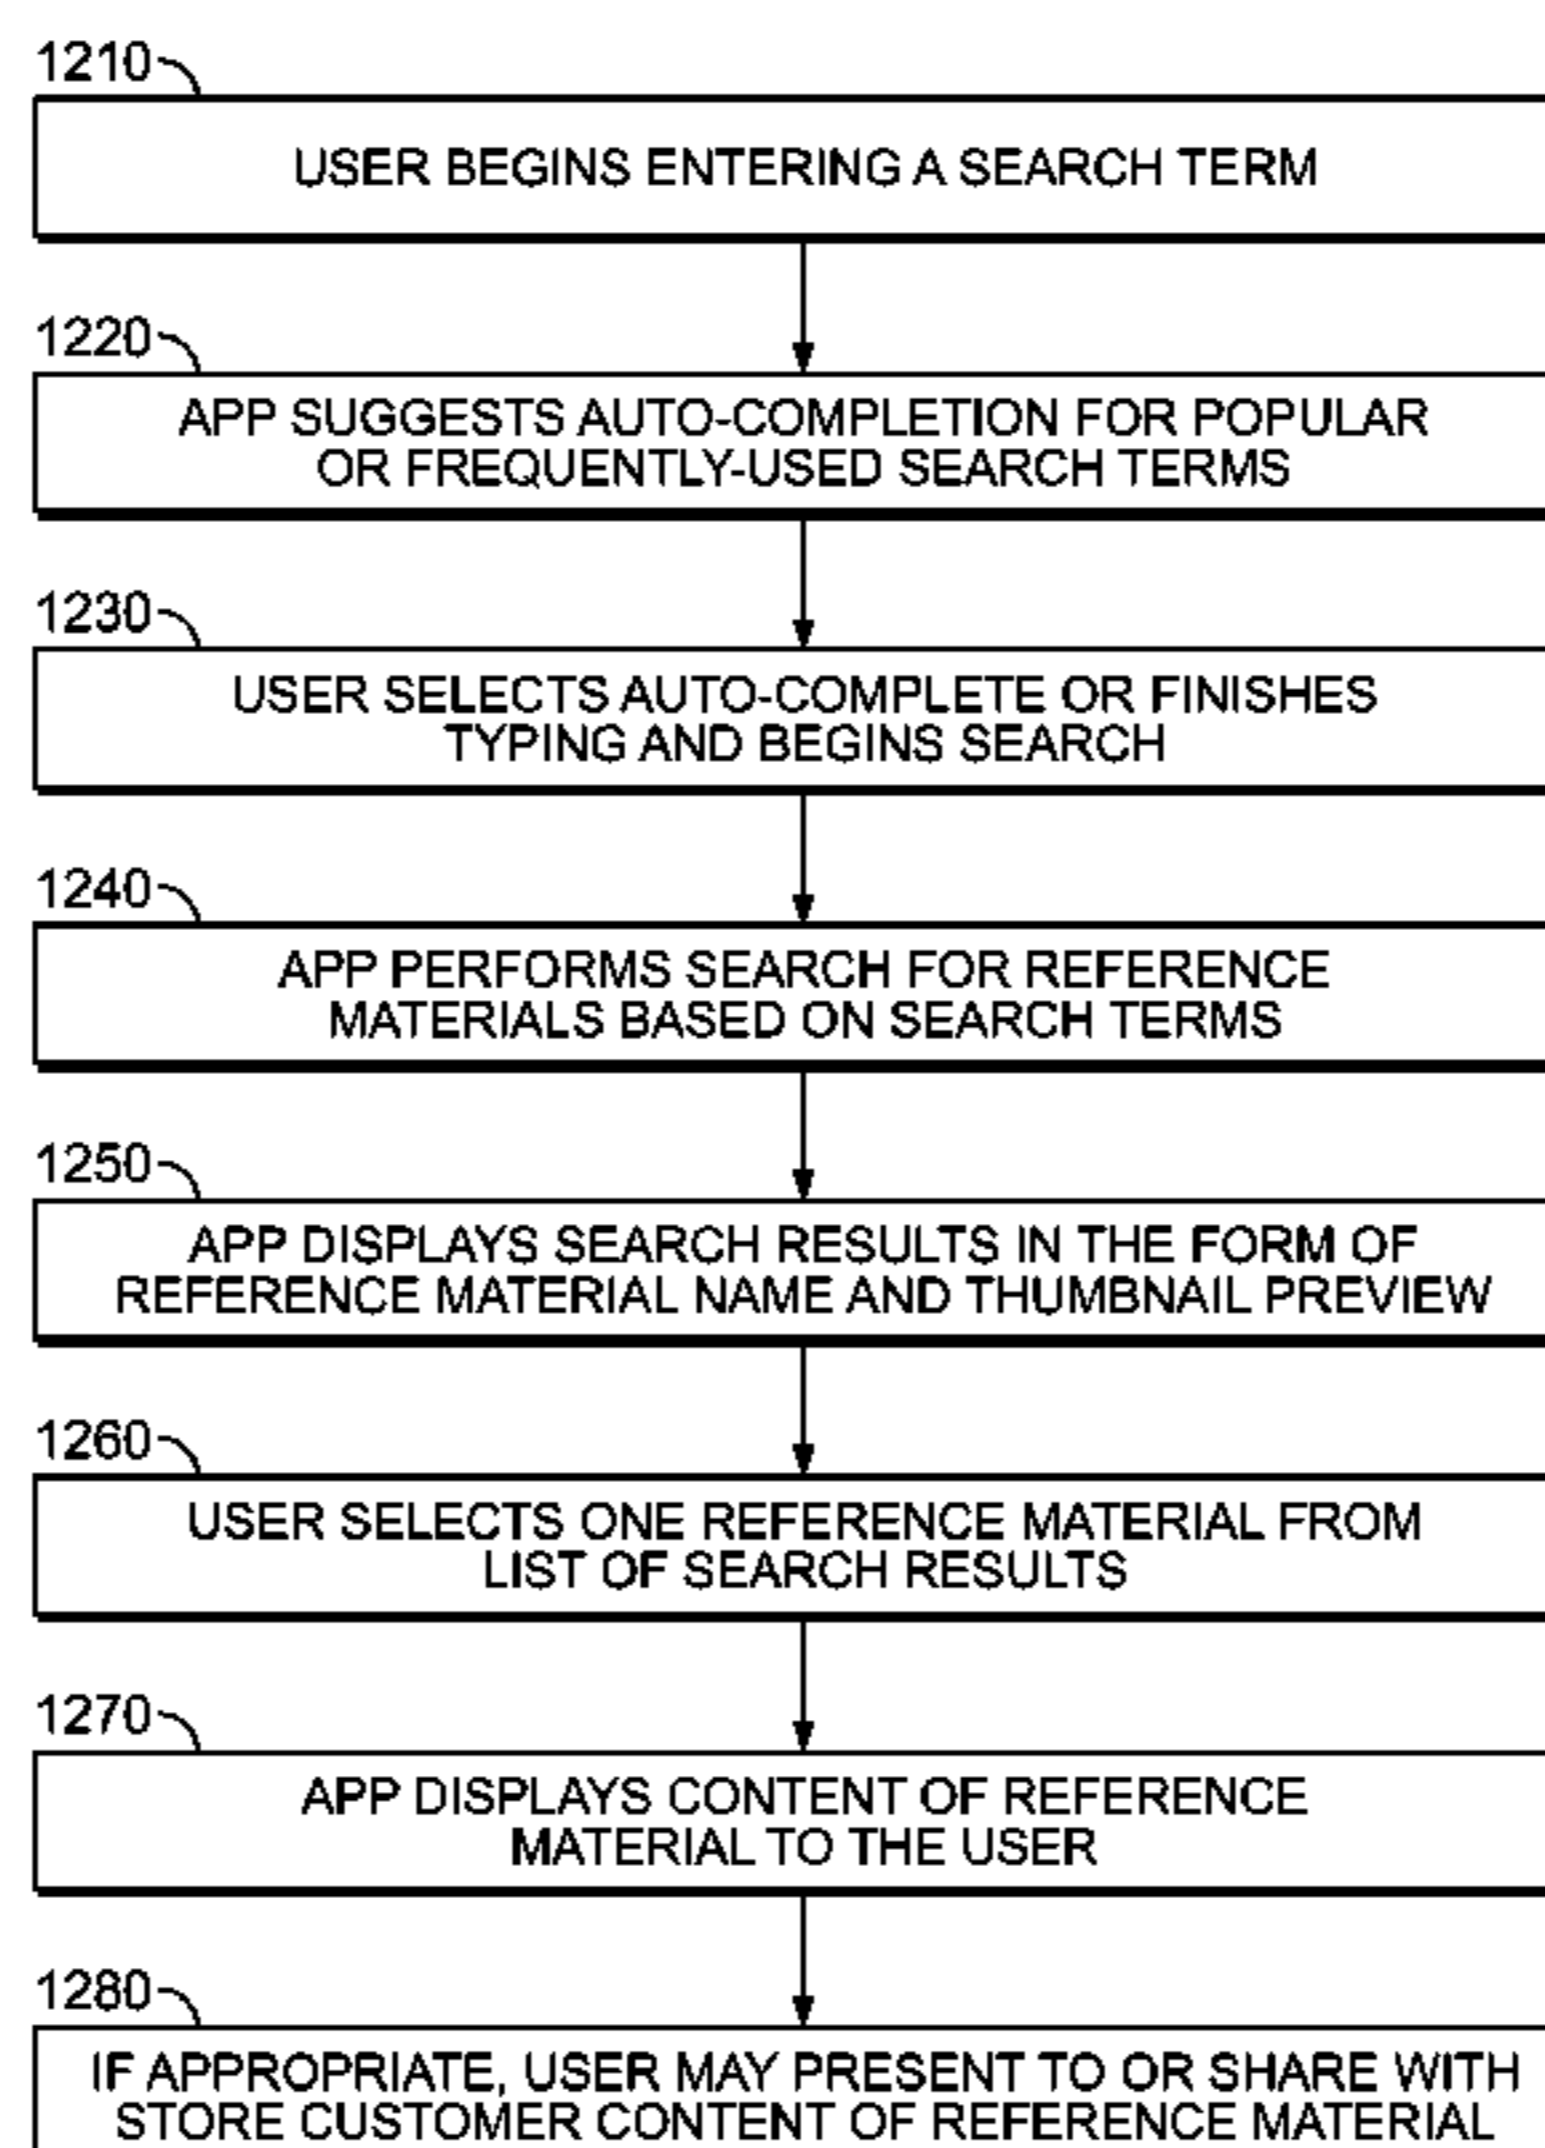 1210
USER BEGINS ENTERING A SEARCH TERM
1220
APP SUGGESTS AUTO-COMPLETION FOR POPULAR
OR FREQUENTLY-USED SEARCH TERMS
1230
USER SELECTS AUTO-COMPLETE OR FINISHES
TYPING AND BEGINS SEARCH
1240
APP PERFORMS SEARCH FOR REFERENCE
MATERIALS BASED ON SEARCH TERMS
1250
APP DISPLAYS SEARCH RESULTS IN THE FORM OF
REFERENCE MATERIAL NAME AND THUMBNAIL PREVIEW
1260
USER SELECTS ONE REFERENCE MATERIAL FROM
LIST OF SEARCH RESULTS
1270
APP DISPLAYS CONTENT OF REFERENCE
MATERIAL TO THE USER
1280
IF APPROPRIATE, USER MAY PRESENT TO OR SHARE WITH
STORE CUSTOMER CONTENT OF REFERENCE MATERIAL